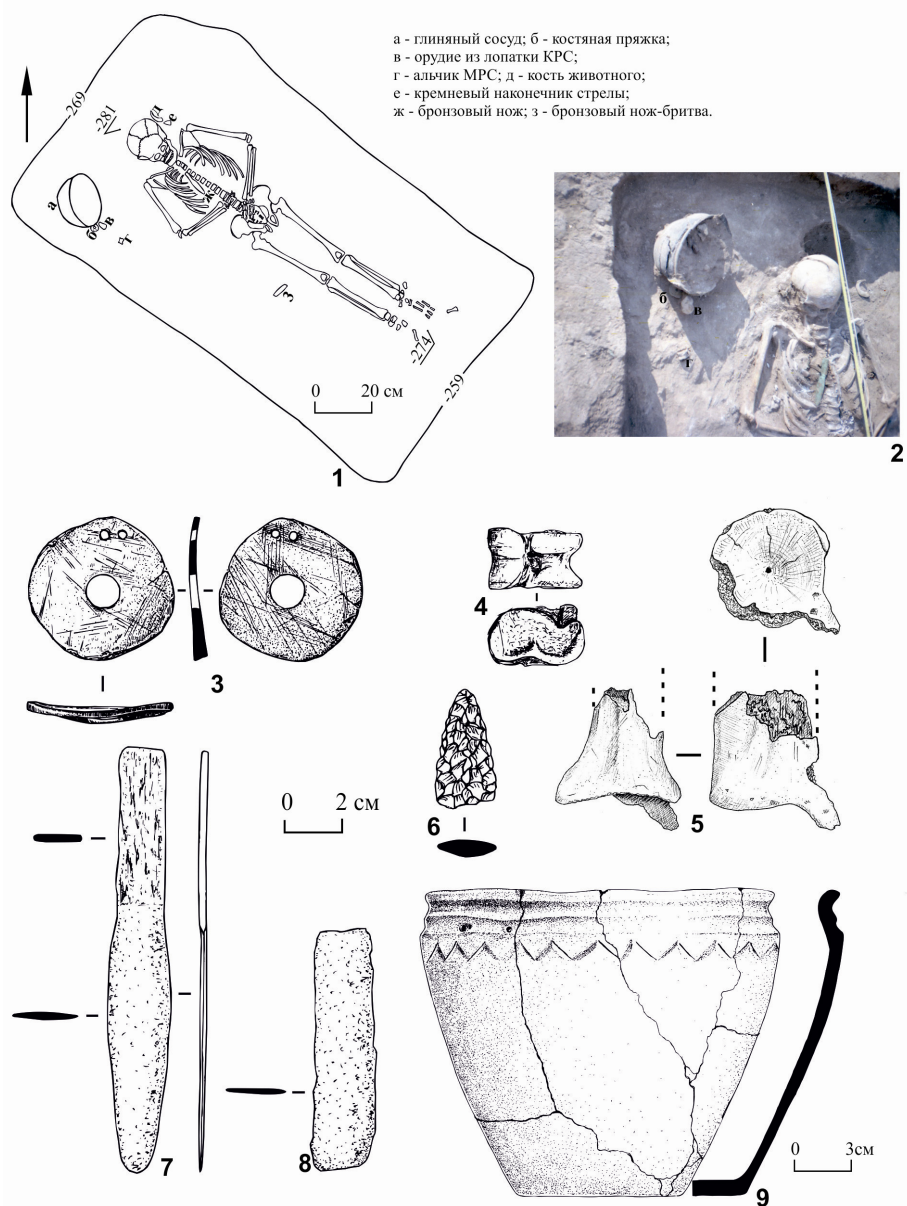 а - глиняный сосуд; б - костяная пряжка;
в - орудие из лопатки КРС;
г - альчик МРС; д - кость животного;
е - кремневый наконечник стрелы;
ж - бронзовый нож; з - бронзовый нож-бритва.
-269
-281
д
е
а
б
в
г
ж
з
-274
-259
0 20 см
1
б
в
г
2
3
4
5
6
0 2 см
7
8
9
0 3см